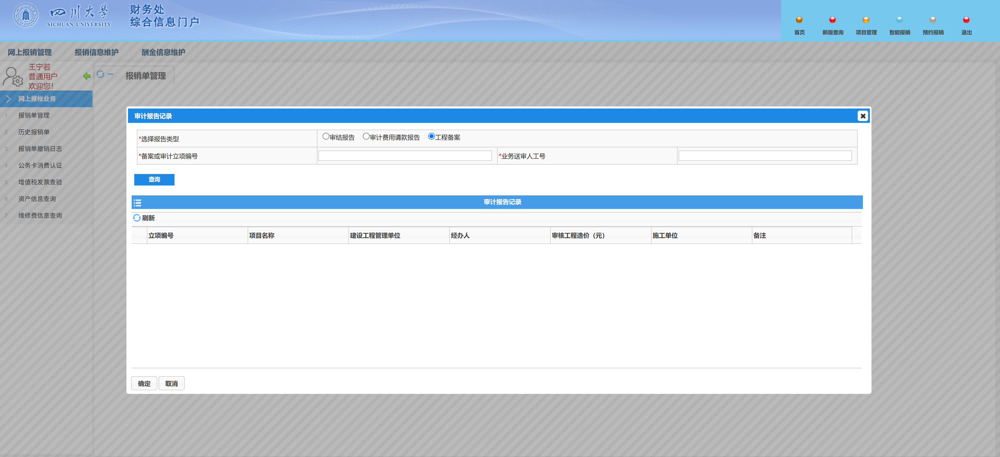 四川大学
SICHUAN UNIVERSITY
财务处
综合信息门户
首页 新版查询 项目管理 智能报销 预约报销 退出
网上报销管理 报销信息维护 酬金信息维护
王宁若
普通用户
欢迎您！
报销单管理
网上报帐业务
1 报销单管理
2 历史报销单
3 报销单撤销日志
4 公务卡消费认证
5 增值税发票查验
6 资产信息查询
7 维修费信息查询
审计报告记录
*选择报告类型 审结报告 审计费用请款报告 工程备案
*备案或审计立项编号 *业务送审人工号
查询
审计报告记录
刷新
立项编号 项目名称 建设工程管理单位 经办人 审核工程造价（元） 施工单位 备注
确定 取消